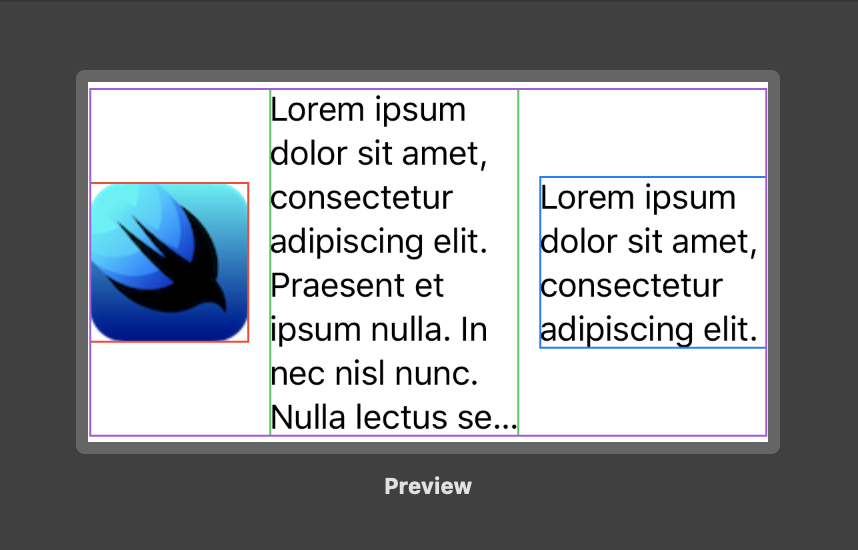 Lorem ipsum
dolor sit amet,
consectetur
adipiscing elit.
Praesent et
ipsum nulla. In
nec nisl nunc.
Nulla lectus se...
Lorem ipsum
dolor sit amet,
consectetur
adipiscing elit.
Preview